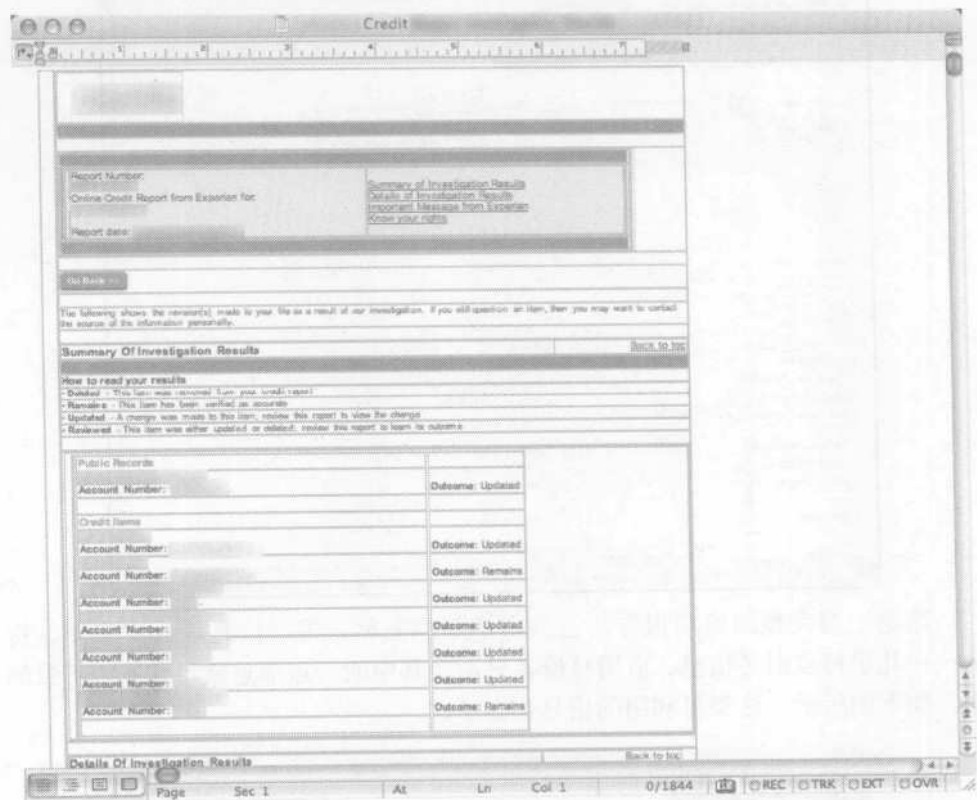 Credit
1 2 3 4 5 6 7
Report Number:
Online Credit Report from Experian for:
Report date:
Summary of Investigation Results
Details of Investigation Results
Important Message from Experian
Know your rights
Go Back >>
The following shows the revision(s) made to your file as a result of our investigation. If you still question an item, then you may want to contact
the source of the information personally.
Summary Of Investigation Results
Back to top
How to read your results
- Deleted - This item was removed from your credit report
- Remains - This item has been verified as accurate
- Updated - A change was made to this item; review this report to view the change
- Reviewed - This item was either updated or deleted; review this report to learn its outcome
Public Records
Account Number: Outcome: Updated
Credit Items
Account Number: Outcome: Updated
Account Number: Outcome: Remains
Account Number: Outcome: Updated
Account Number: Outcome: Updated
Account Number: Outcome: Updated
Account Number: Outcome: Updated
Account Number: Outcome: Remains
Details Of Investigation Results
Back to top
Page Sec 1 At Ln Col 1 0/1844 REC TRK EXT OVR